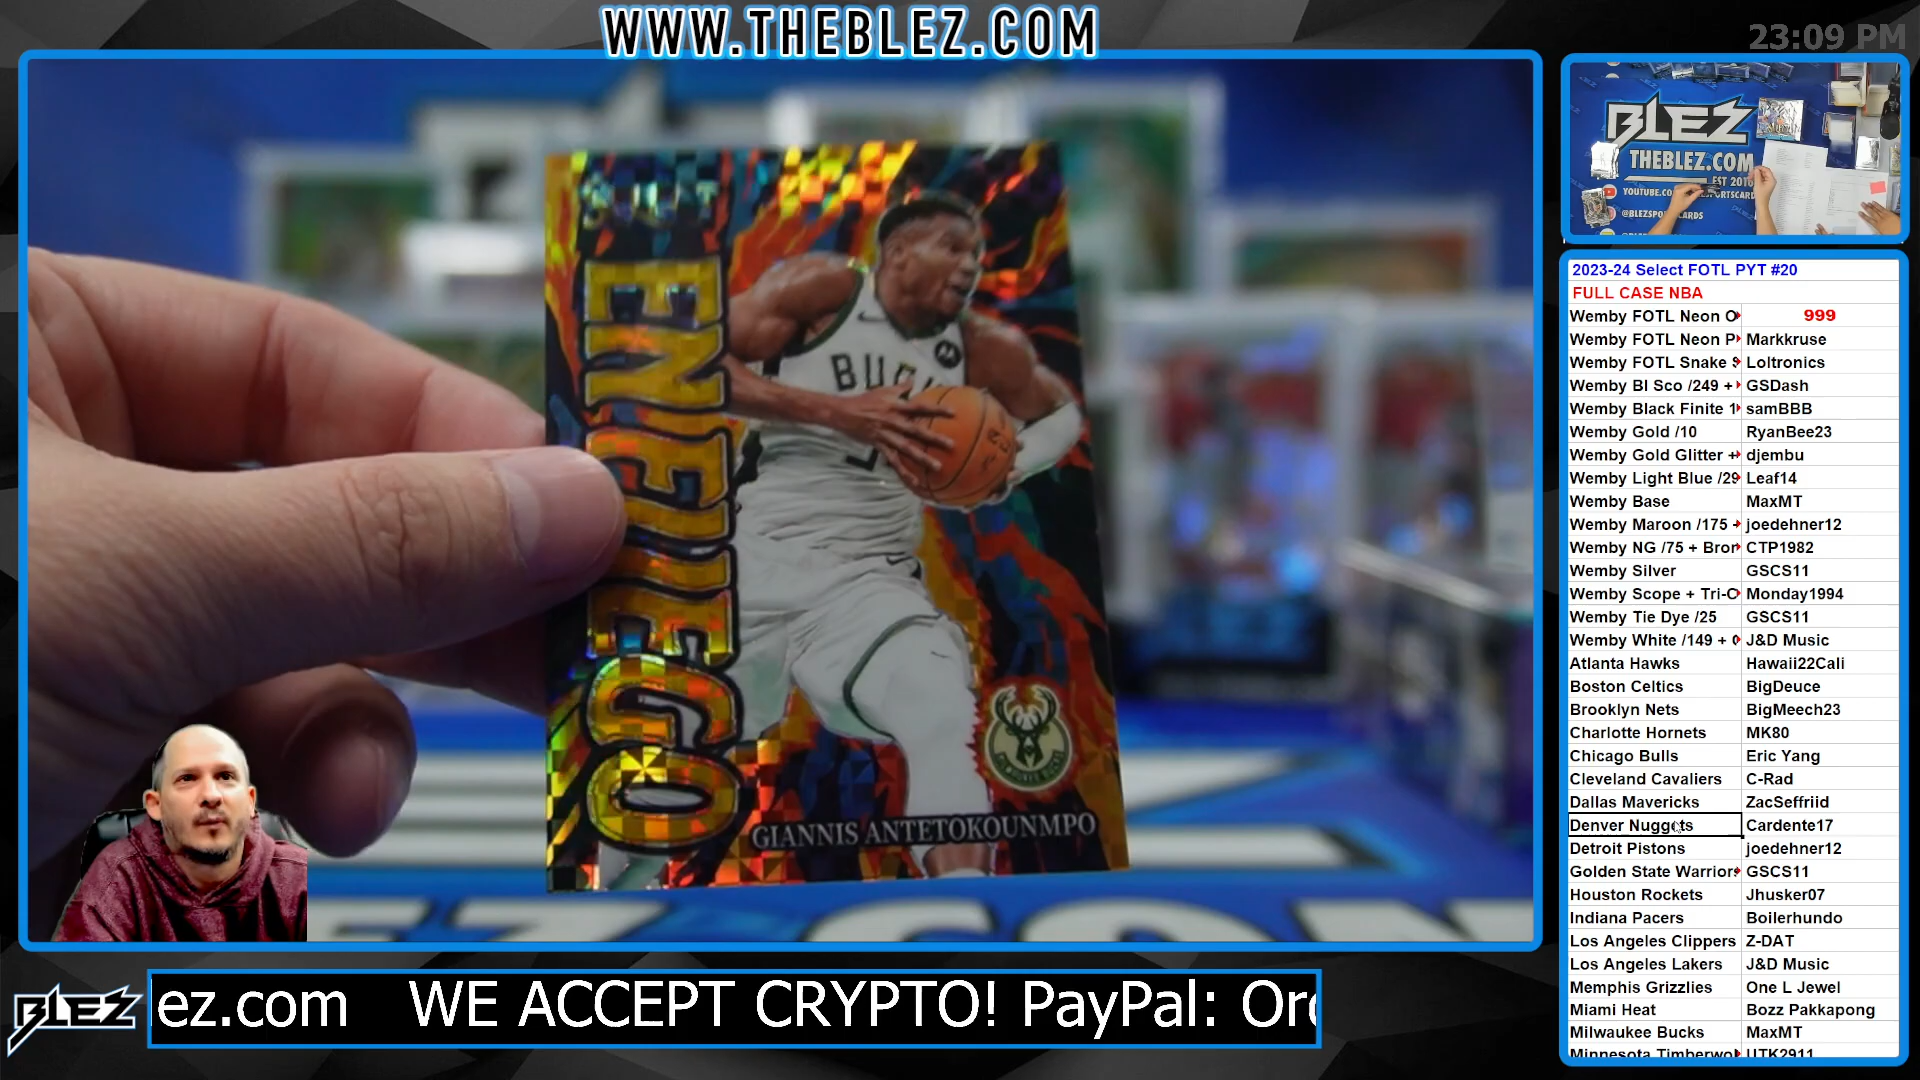 WWW.THEBLEZ.COM
23:09 PM
GIANNIS ANTETOKOUNMPO
BLEZ
THEBLEZ.COM
2023-24 Select FOTL PYT #20
FULL CASE NBA
Wemby FOTL Neon O 999
Wemby FOTL Neon P Markkruse
Wemby FOTL Snake S Loltronics
Wemby Bl Sco /249 + GSDash
Wemby Black Finite 1 samBBB
Wemby Gold /10 RyanBee23
Wemby Gold Glitter + djembu
Wemby Light Blue /29 Leaf14
Wemby Base MaxMT
Wemby Maroon /175 joedehner12
Wemby NG /75 + Bron CTP1982
Wemby Silver GSCS11
Wemby Scope + Tri-C Monday1994
Wemby Tie Dye /25 GSCS11
Wemby White /149 + J&D Music
Atlanta Hawks Hawaii22Cali
Boston Celtics BigDeuce
Brooklyn Nets BigMeech23
Charlotte Hornets MK80
Chicago Bulls Eric Yang
Cleveland Cavaliers C-Rad
Dallas Mavericks ZacSeffriid
Denver Nuggets Cardente17
Detroit Pistons joedehner12
Golden State Warriors GSCS11
Houston Rockets Jhusker07
Indiana Pacers Boilerhundo
Los Angeles Clippers Z-DAT
Los Angeles Lakers J&D Music
Memphis Grizzlies One L Jewel
Miami Heat Bozz Pakkapong
Milwaukee Bucks MaxMT
Minnesota Timberwol UTK2911
BLEZ
ez.com WE ACCEPT CRYPTO! PayPal: Ord